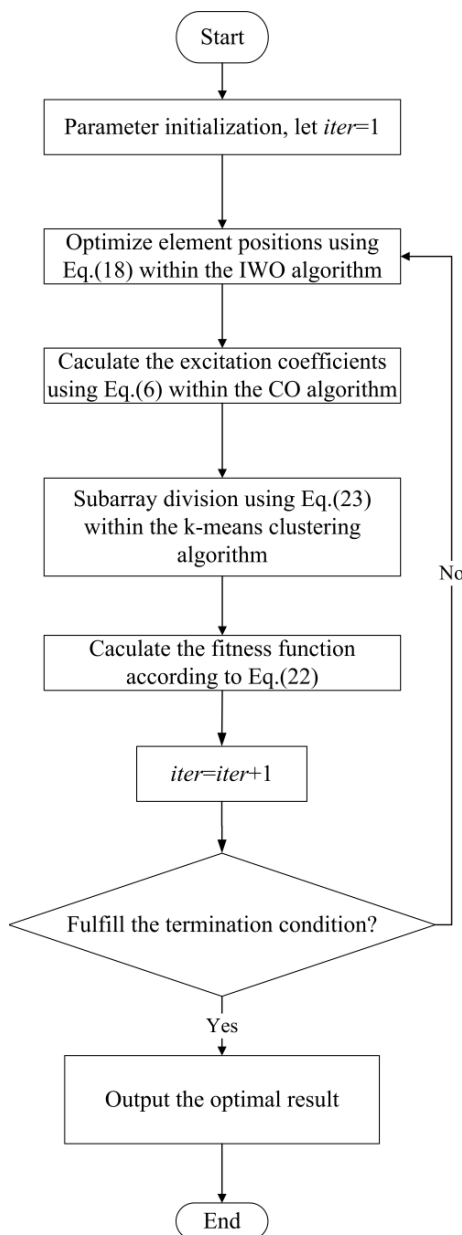 Start
Parameter initialization, let iter=1
Optimize element positions using
Eq.(18) within the IWO algorithm
Caculate the excitation coefficients
using Eq.(6) within the CO algorithm
Subarray division using Eq.(23)
within the k-means clustering
algorithm
No
Caculate the fitness function
according to Eq.(22)
iter=iter+1
Fulfill the termination condition?
Yes
Output the optimal result
End